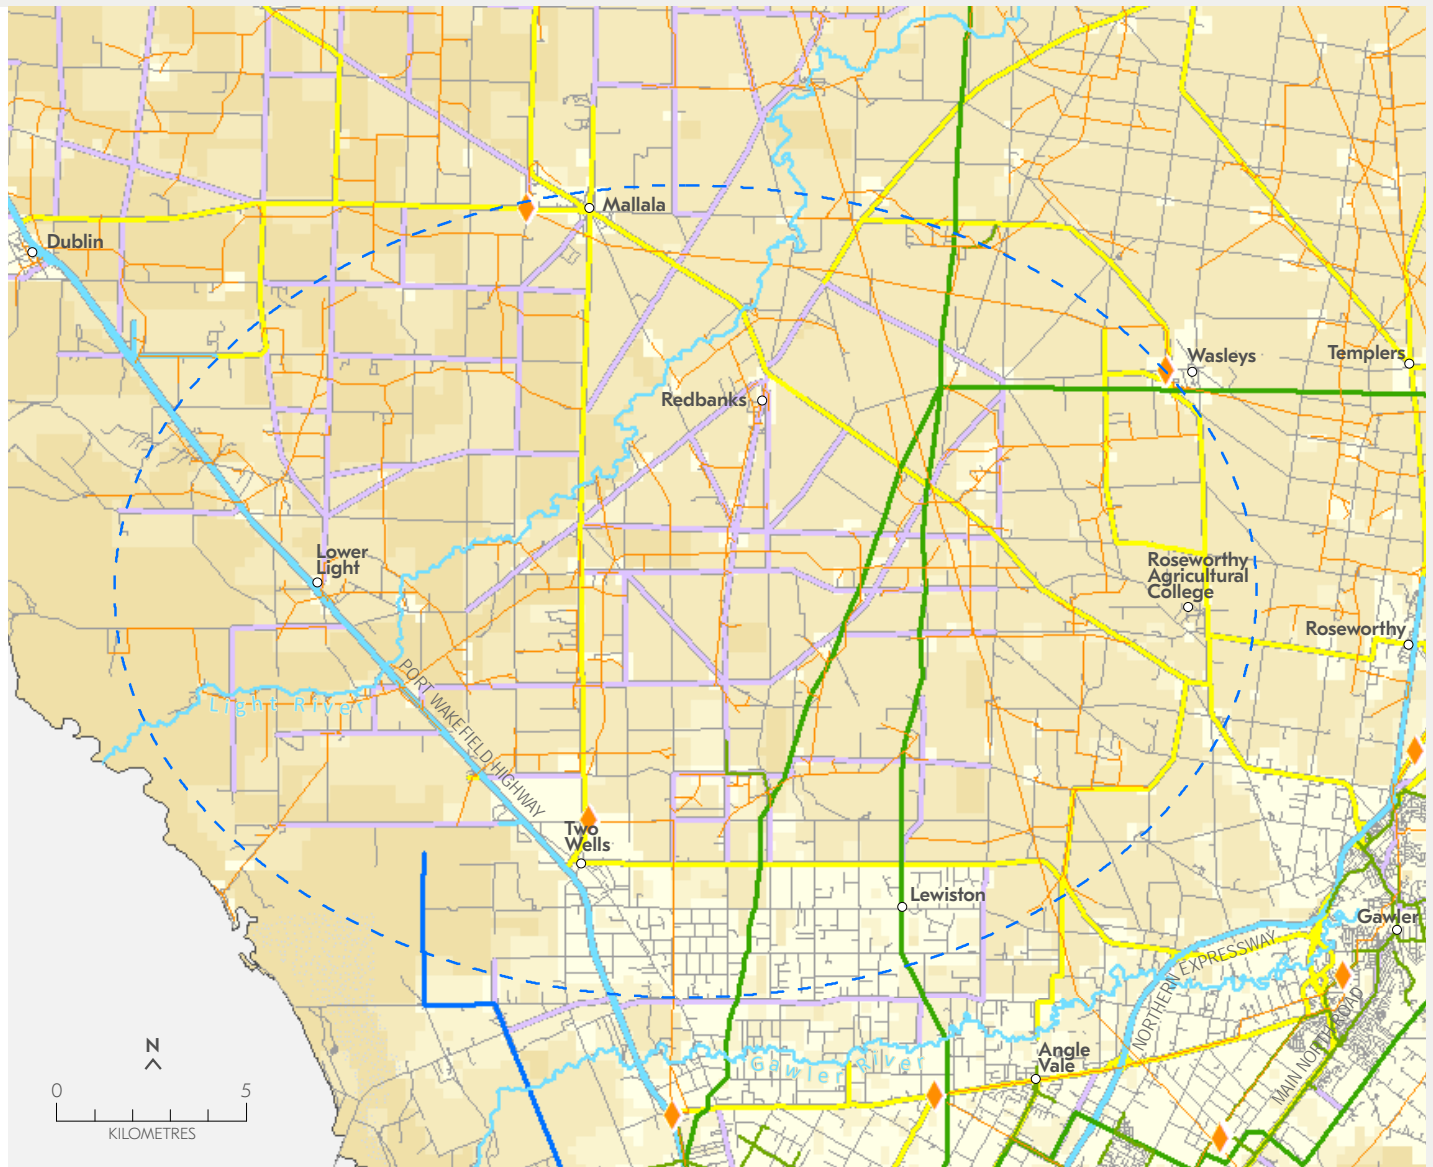 Mallala
Dublin
Wasleys
Templers
Redbanks
Lower
Light
Roseworthy
Agricultural
College
Roseworthy
Light River
PORT WAKEFIELD HIGHWAY
Two
Wells
Lewiston
Gawler
NORTHERN EXPRESSWAY
MAIN NORTH ROAD
Gawler River
Angle
Vale
N
0 5
KILOMETRES